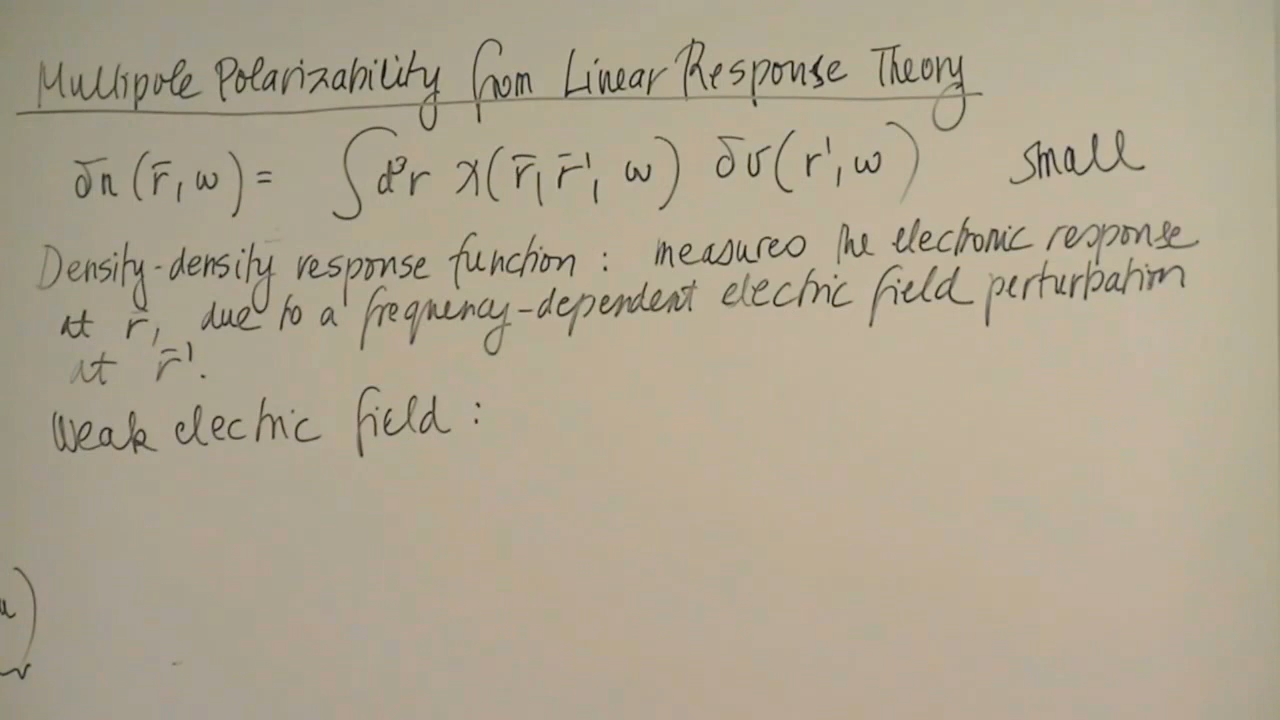 Multipole Polarizability from Linear Response Theory
δn(r̄, ω) = ∫d³r χ(r̄, r̄', ω) δv(r', ω) small
Density-density response function : measures the electronic response
at r̄, due to a frequency-dependent electric field perturbation
at r̄'.
Weak electric field :